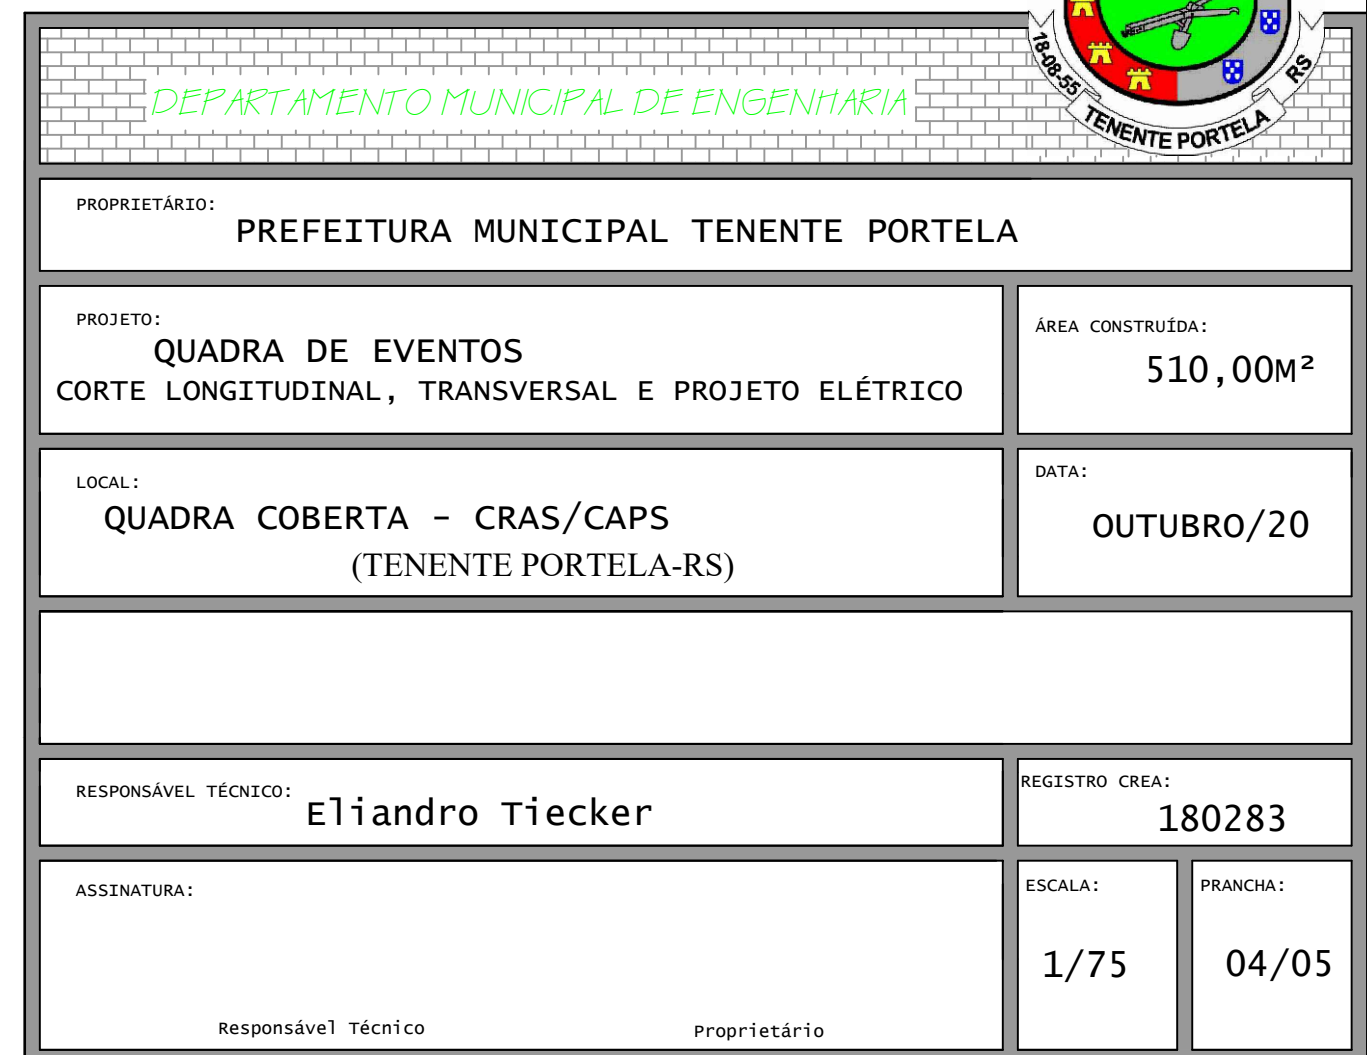 18-08-55
TENENTE PORTELA
RS
DEPARTAMENTO MUNICIPAL DE ENGENHARIA
PROPRIETÁRIO:
PREFEITURA MUNICIPAL TENENTE PORTELA
PROJETO:
QUADRA DE EVENTOS
CORTE LONGITUDINAL, TRANSVERSAL E PROJETO ELÉTRICO
ÁREA CONSTRUÍDA:
510,00M²
LOCAL:
QUADRA COBERTA - CRAS/CAPS
(TENENTE PORTELA-RS)
DATA:
OUTUBRO/20
RESPONSÁVEL TÉCNICO:
Eliandro Tiecker
REGISTRO CREA:
180283
ASSINATURA:
Responsável Técnico
Proprietário
ESCALA:
1/75
PRANCHA:
04/05